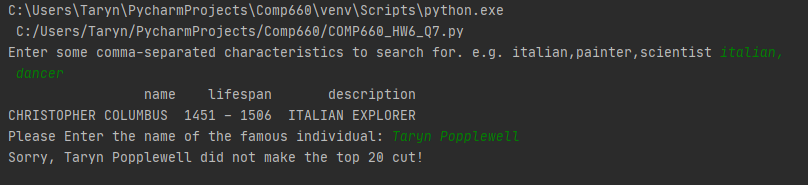 C:\Users\Taryn\PycharmProjects\Comp660\venv\Scripts\python.exe
C:/Users/Taryn/PycharmProjects/Comp660/COMP660_HW6_Q7.py
Enter some comma-separated characteristics to search for. e.g. italian,painter,scientist italian,
dancer
name lifespan description
CHRISTOPHER COLUMBUS 1451 – 1506 ITALIAN EXPLORER
Please Enter the name of the famous individual: Taryn Popplewell
Sorry, Taryn Popplewell did not make the top 20 cut!